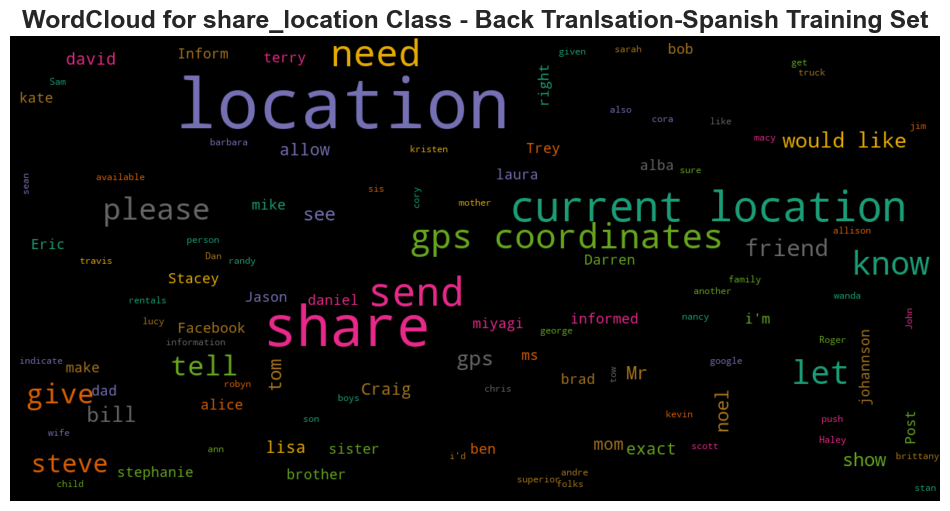 WordCloud for share_location Class - Back Tranlsation-Spanish Training Set
david Inform terry need given sarah bob get truck
Sam kate location right also cora like jim
barbara allow kristen Trey macy would like
sean available sis cory laura alba sure
please mike see mother current location allison
Eric person Dan gps coordinates friend know
travis randy Stacey Darren family another wanda
rentals Jason daniel send nancy John
lucy Facebook information share miyagi george informed i'm Roger
indicate make tell tom gps ms google let johannson
give dad robyn Craig chris brad tow Mr
bill alice boys son noel kevin push Post
wife ann lisa sister i'd ben mom exact scott Haley
steve stephanie brother superior andre folks show brittany
child stan